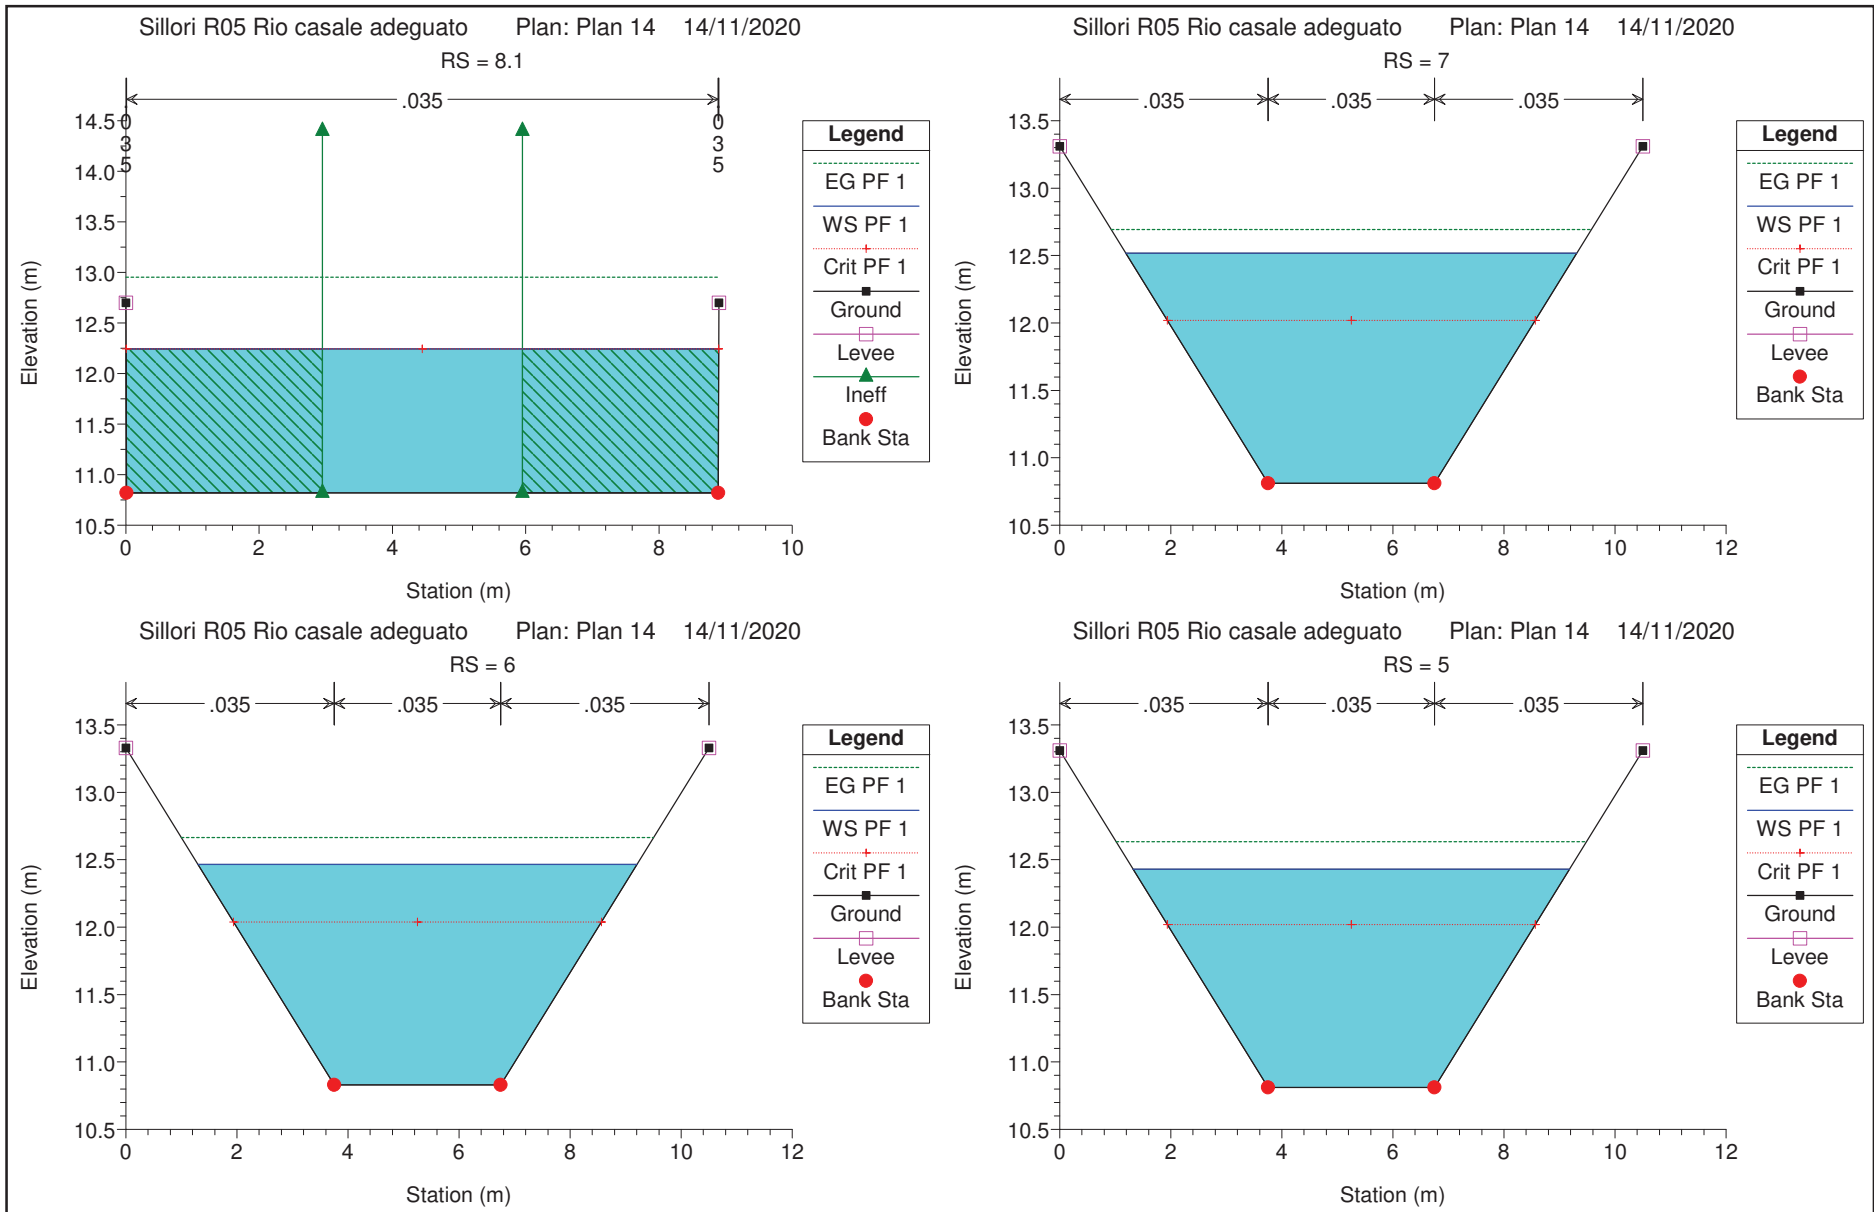 Sillori R05 Rio casale adeguato Plan: Plan 14 14/11/2020
RS = 8.1
.035
.035
.035
14.5
14.0
13.5
13.0
12.5
12.0
11.5
11.0
10.5
0 2 4 6 8 10
Station (m)
Elevation (m)
Legend
EG PF 1
WS PF 1
Crit PF 1
Ground
Levee
Ineff
Bank Sta
Sillori R05 Rio casale adeguato Plan: Plan 14 14/11/2020
RS = 7
.035 .035 .035
13.5
13.0
12.5
12.0
11.5
11.0
10.5
0 2 4 6 8 10 12
Station (m)
Elevation (m)
Legend
EG PF 1
WS PF 1
Crit PF 1
Ground
Levee
Bank Sta
Sillori R05 Rio casale adeguato Plan: Plan 14 14/11/2020
RS = 6
.035 .035 .035
13.5
13.0
12.5
12.0
11.5
11.0
10.5
0 2 4 6 8 10 12
Station (m)
Elevation (m)
Legend
EG PF 1
WS PF 1
Crit PF 1
Ground
Levee
Bank Sta
Sillori R05 Rio casale adeguato Plan: Plan 14 14/11/2020
RS = 5
.035 .035 .035
13.5
13.0
12.5
12.0
11.5
11.0
10.5
0 2 4 6 8 10 12
Station (m)
Elevation (m)
Legend
EG PF 1
WS PF 1
Crit PF 1
Ground
Levee
Bank Sta